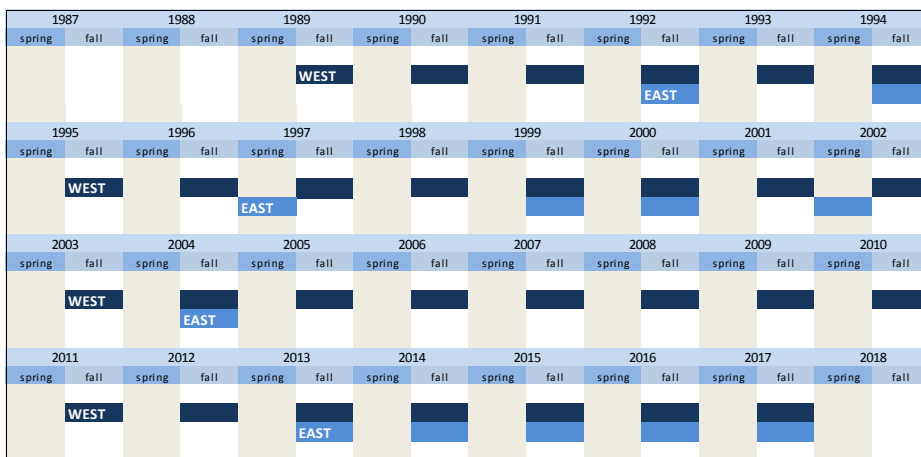 1987 1988 1989 1990 1991 1992 1993 1994
spring fall spring fall spring fall spring fall spring fall spring fall spring fall spring fall
WEST
EAST
1995 1996 1997 1998 1999 2000 2001 2002
spring fall spring fall spring fall spring fall spring fall spring fall spring fall spring fall
WEST
EAST
2003 2004 2005 2006 2007 2008 2009 2010
spring fall spring fall spring fall spring fall spring fall spring fall spring fall spring fall
WEST
EAST
2011 2012 2013 2014 2015 2016 2017 2018
spring fall spring fall spring fall spring fall spring fall spring fall spring fall spring fall
WEST
EAST